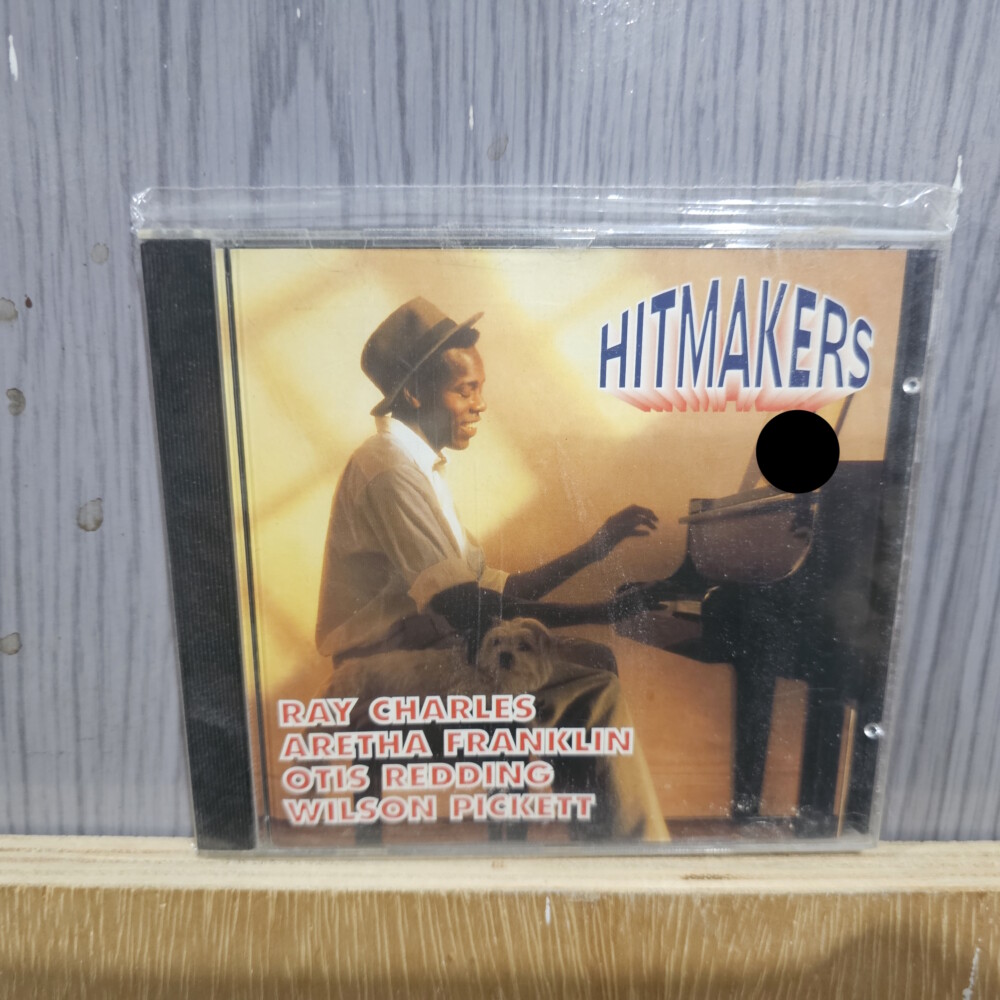 HITMAKERS
RAY CHARLES
ARETHA FRANKLIN
OTIS REDDING
WILSON PICKETT